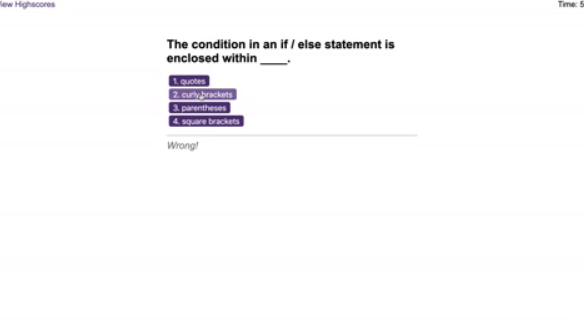 iew Highscores
Time: 5
The condition in an if / else statement is
enclosed within ____.
1. quotes
2. curly brackets
3. parentheses
4. square brackets
Wrong!